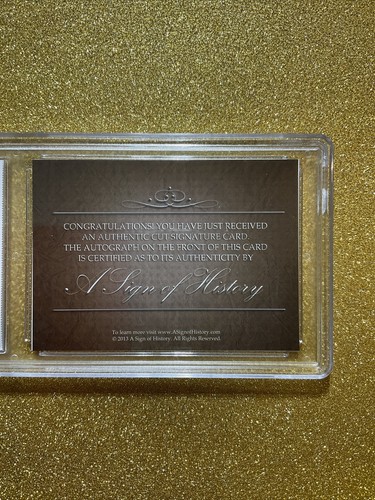 CONGRATULATIONS! YOU HAVE JUST RECEIVED
AN AUTHENTIC CUT SIGNATURE CARD.
THE AUTOGRAPH ON THE FRONT OF THIS CARD
IS CERTIFIED AS TO ITS AUTHENTICITY BY
A Sign of History
To learn more visit www.ASignofHistory.com
© 2013 A Sign of History. All Rights Reserved.